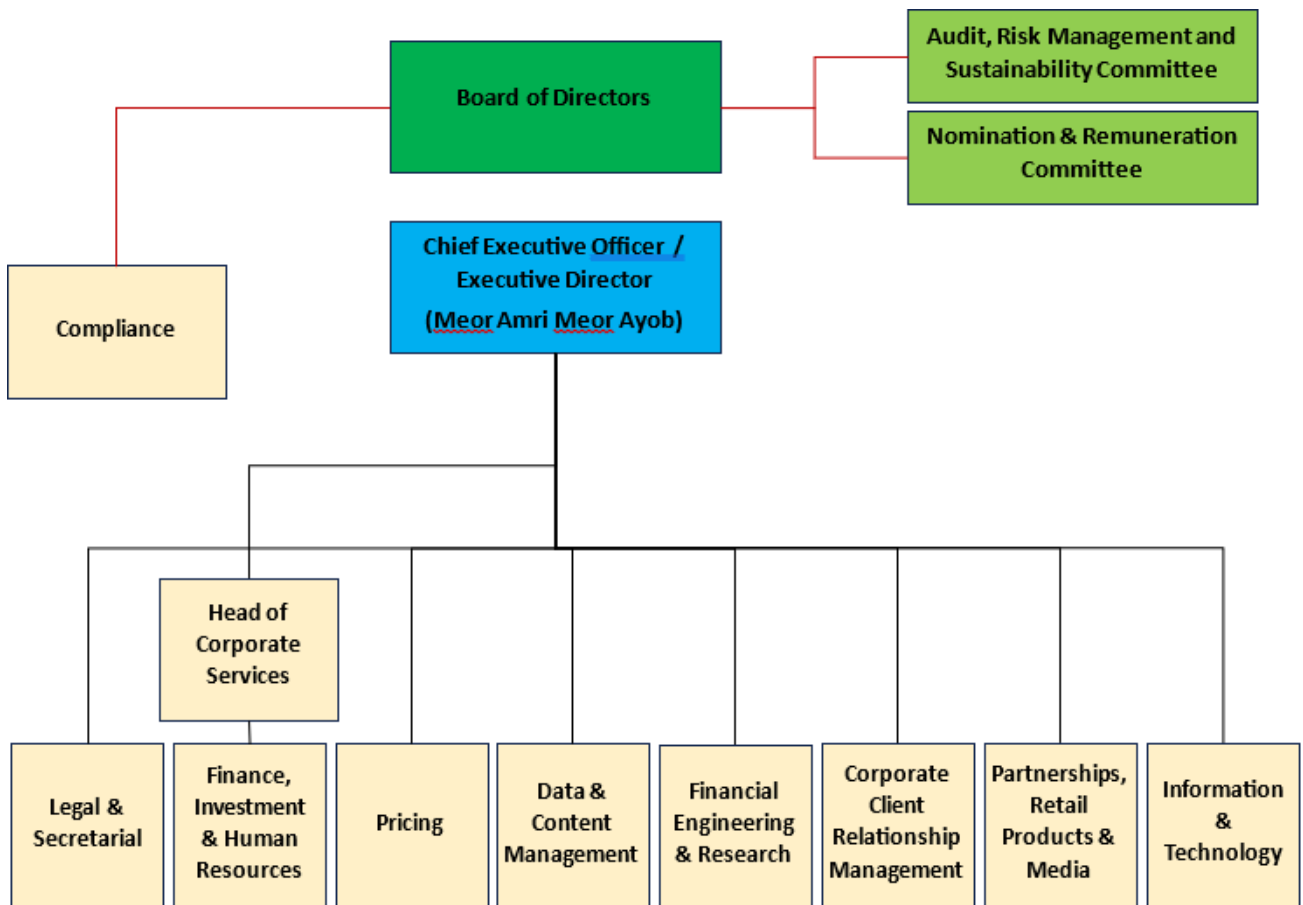 Audit, Risk Management and
Sustainability Committee
Board of Directors
Nomination & Remuneration
Committee
Chief Executive Officer /
Executive Director
(Meor Amri Meor Ayob)
Compliance
Head of
Corporate
Services
Legal &
Secretarial
Finance,
Investment
& Human
Resources
Pricing
Data &
Content
Management
Financial
Engineering
& Research
Corporate
Client
Relationship
Management
Partnerships,
Retail
Products &
Media
Information
&
Technology